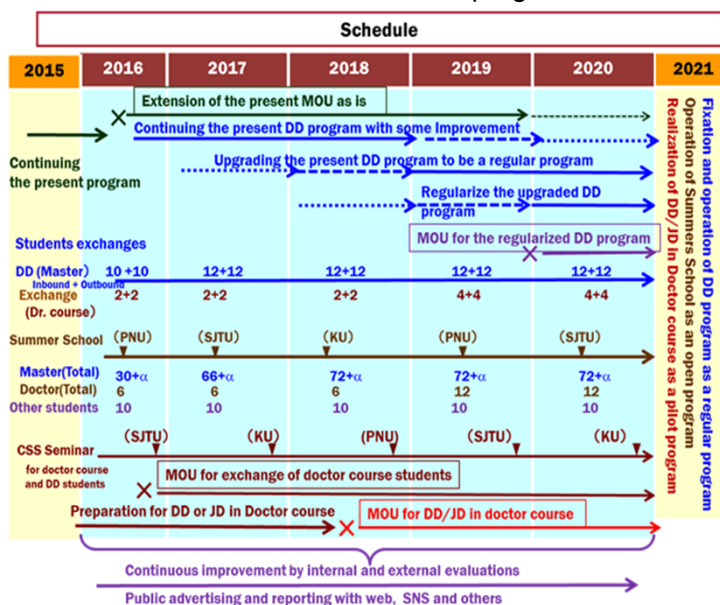 Schedule
2015 2016 2017 2018 2019 2020 2021
Extension of the present MOU as is
Continuing the present DD program with some Improvement
Continuing
the present program
Upgrading the present DD program to be a regular program
Regularize the upgraded DD
program
Students exchanges
MOU for the regularized DD program
DD (Master) 10 +10 12+12 12+12 12+12 12+12
Inbound + Outbound
Exchange 2+2 2+2 2+2 4+4 4+4
(Dr. course)
Summer School (PNU) (SJTU) (KU) (PNU) (SJTU)
Master(Total) 30+α 66+α 72+α 72+α 72+α
Doctor(Total) 6 6 6 12 12
Other students 10 10 10 10 10
(SJTU) (KU) (PNU) (SJTU) (KU)
CSS Seminar
for doctor course
and DD students
MOU for exchange of doctor course students
Preparation for DD or JD in Doctor course
MOU for DD/JD in doctor course
Continuous improvement by internal and external evaluations
Public advertising and reporting with web, SNS and others
Fixation and operation of DD program as a regular program
Operation of Summers School as an open program
Realization of DD/JD in Doctor course as a pilot program